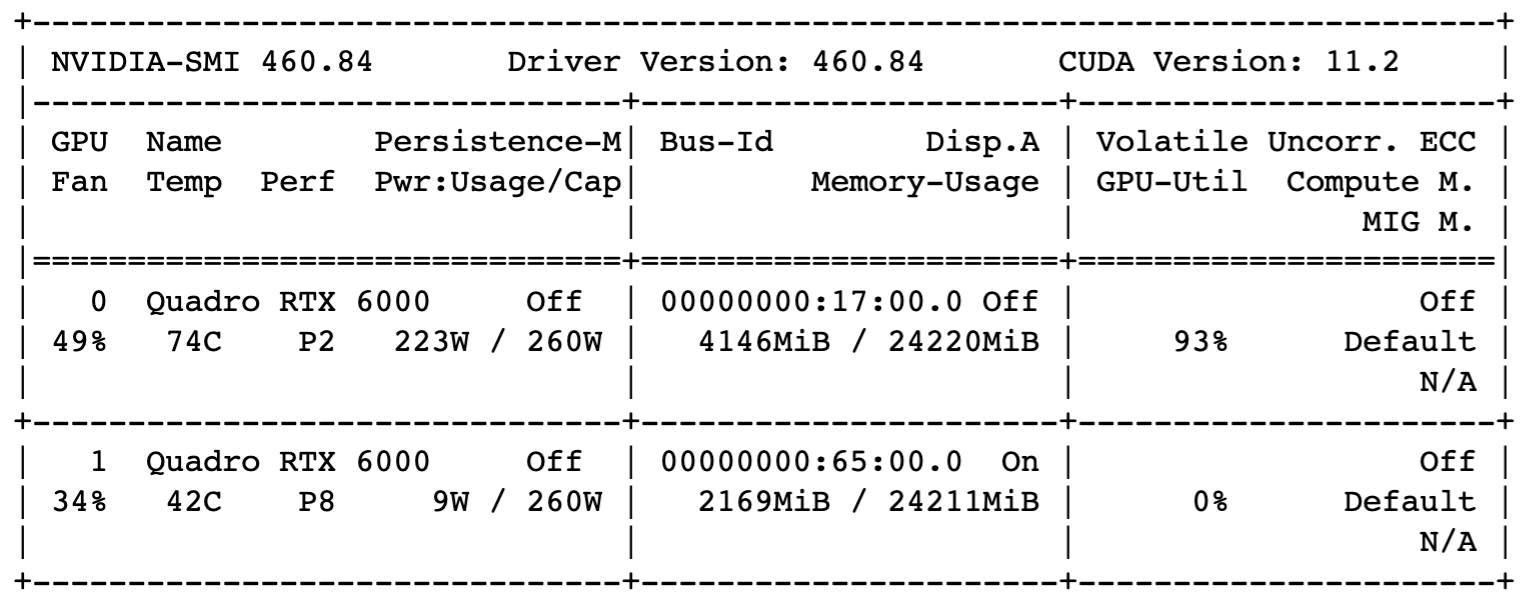 +-----------------------------------------------------------------------------+
| NVIDIA-SMI 460.84       Driver Version: 460.84       CUDA Version: 11.2     |
|-------------------------------+----------------------+----------------------+
| GPU  Name        Persistence-M| Bus-Id        Disp.A | Volatile Uncorr. ECC |
| Fan  Temp  Perf  Pwr:Usage/Cap|         Memory-Usage | GPU-Util  Compute M. |
|                               |                      |               MIG M. |
|===============================+======================+======================|
|   0  Quadro RTX 6000     Off  | 00000000:17:00.0 Off |                  Off |
| 49%   74C    P2   223W / 260W |   4146MiB / 24220MiB |     93%      Default |
|                               |                      |                  N/A |
+-------------------------------+----------------------+----------------------+
|   1  Quadro RTX 6000     Off  | 00000000:65:00.0  On |                  Off |
| 34%   42C    P8     9W / 260W |   2169MiB / 24211MiB |      0%      Default |
|                               |                      |                  N/A |
+-------------------------------+----------------------+----------------------+